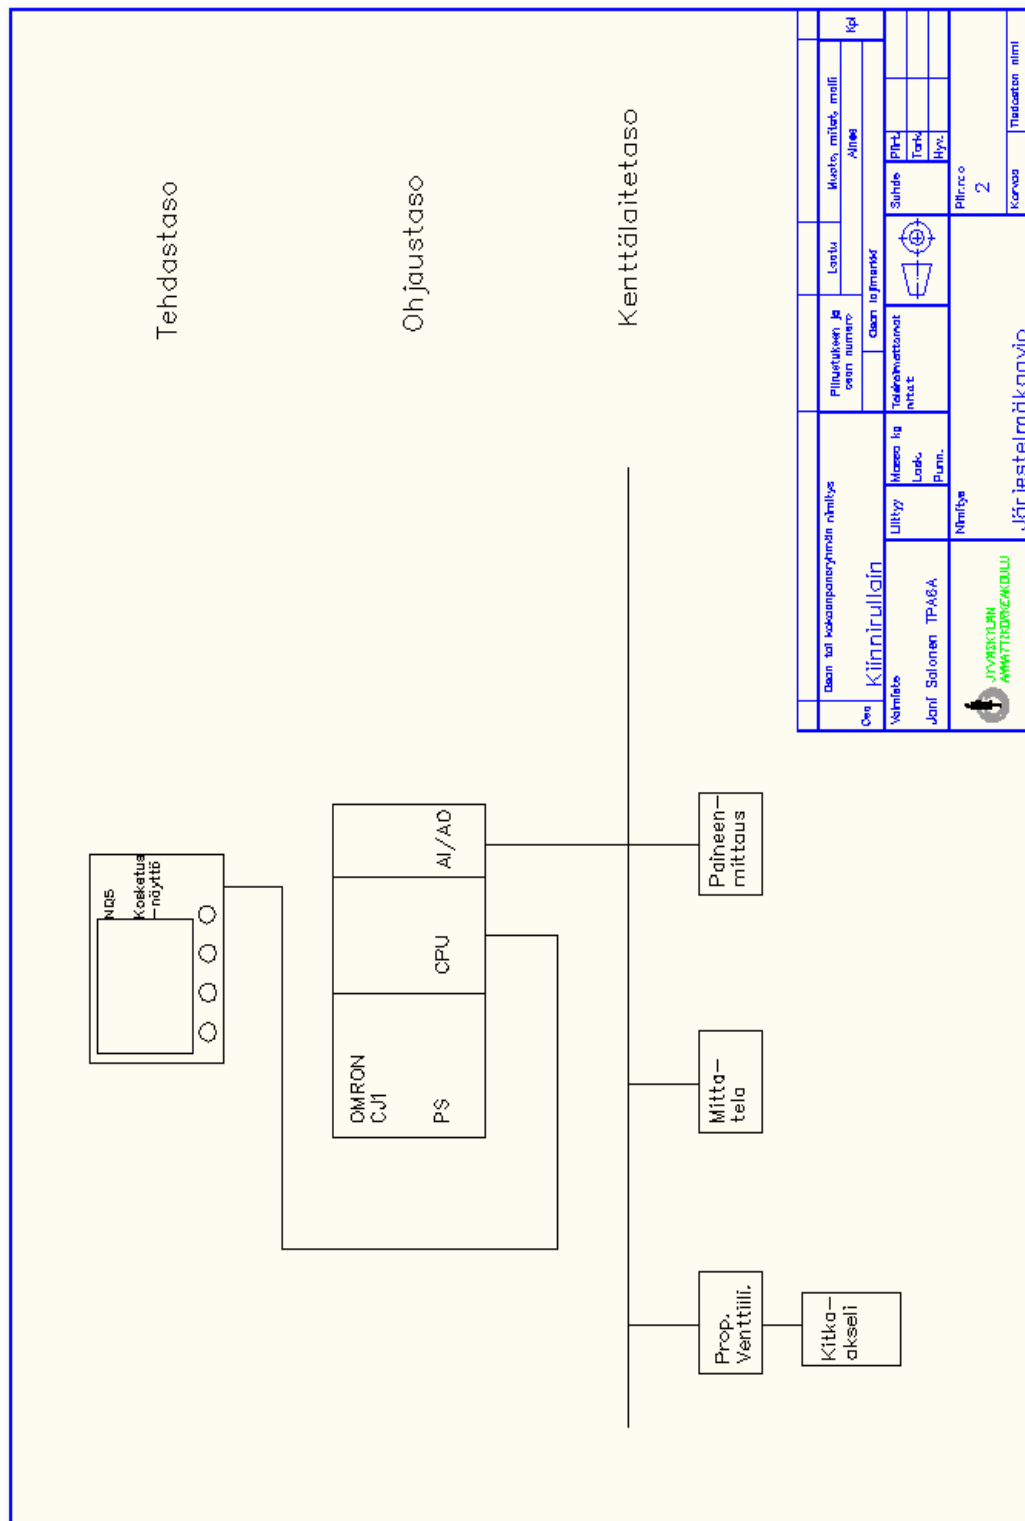 Tehdastaso
Ohjaustaso
Kenttälaitetaso
NQ5
Kosketus
-näyttö
OMRON
CJ1
PS
CPU
AI/AO
Prop.
Venttiili.
Kitka-
akseli
Mitta-
tela
Paineen-
mittaus
Osan tai kokoonpanoryhmän nimitys
Osa
Kiinnirullain
Piirustuksen ja
osan numero
Laatu
Muoto, mitat, malli
Aines
Osan lajimerkki
Kpl
Valmiste
Jani Salonen TPA6A
Liittyy
Massa kg
Lask.
Punn.
Toleroimattomat
mitat
Suhde
Piirt.
Tark.
Hyv.
JYVÄSKYLÄN
AMMATTIKORKEAKOULU
Nimitys
Järjestelmäkaavio
Piir.n:o
2
Korvaa
Tiedoston nimi